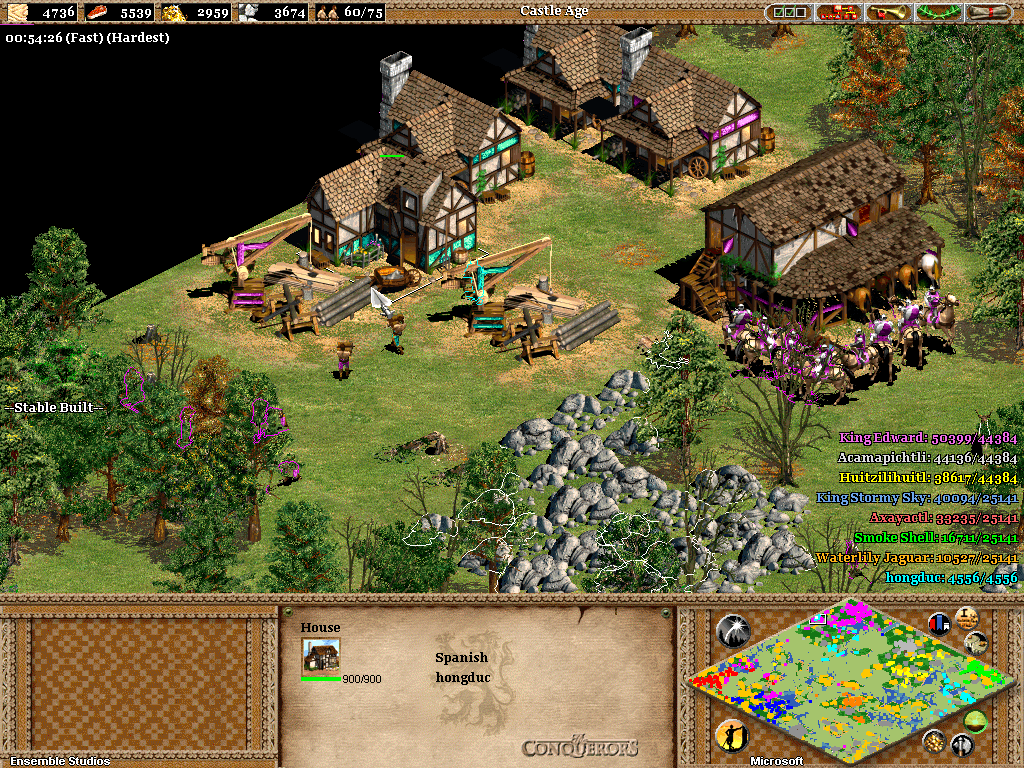 4736 5539 2959 3674 60/75 Castle Age
00:54:26 (Fast) (Hardest)
--Stable Built--
King Edward: 50399/44384
Acamapichtli: 44136/44384
Huitzilihuitl: 38617/44384
King Stormy Sky: 40094/25141
Axayactl: 33235/25141
Smoke Shell: 16711/25141
Waterlily Jaguar: 10527/25141
hongduc: 4556/4556
House
900/900
Spanish
hongduc
The Conquerors
Ensemble Studios
Microsoft